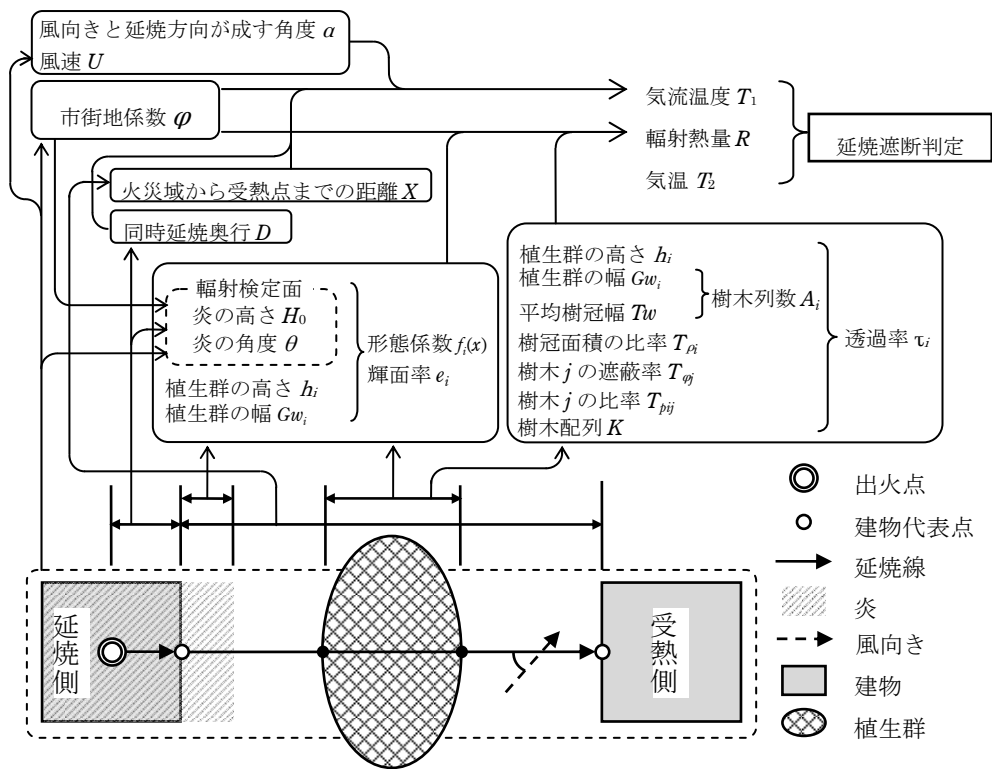 風向きと延焼方向が成す角度 α
風速 U
市街地係数 φ
火災域から受熱点までの距離 X
同時延焼奥行 D
気流温度 T₁
輻射熱量 R
気温 T₂
延焼遮断判定
輻射検定面
炎の高さ H₀
炎の角度 θ
植生群の高さ hᵢ
植生群の幅 Gwᵢ
形態係数 fᵢ(x)
輝面率 eᵢ
植生群の高さ hᵢ
植生群の幅 Gwᵢ
平均樹冠幅 Tw
樹木列数 Aᵢ
樹冠面積の比率 Tρᵢ
樹木 j の遮蔽率 Tφⱼ
樹木 j の比率 Tpᵢⱼ
樹木配列 K
透過率 τᵢ
延焼側
受熱側
出火点
建物代表点
延焼線
炎
風向き
建物
植生群